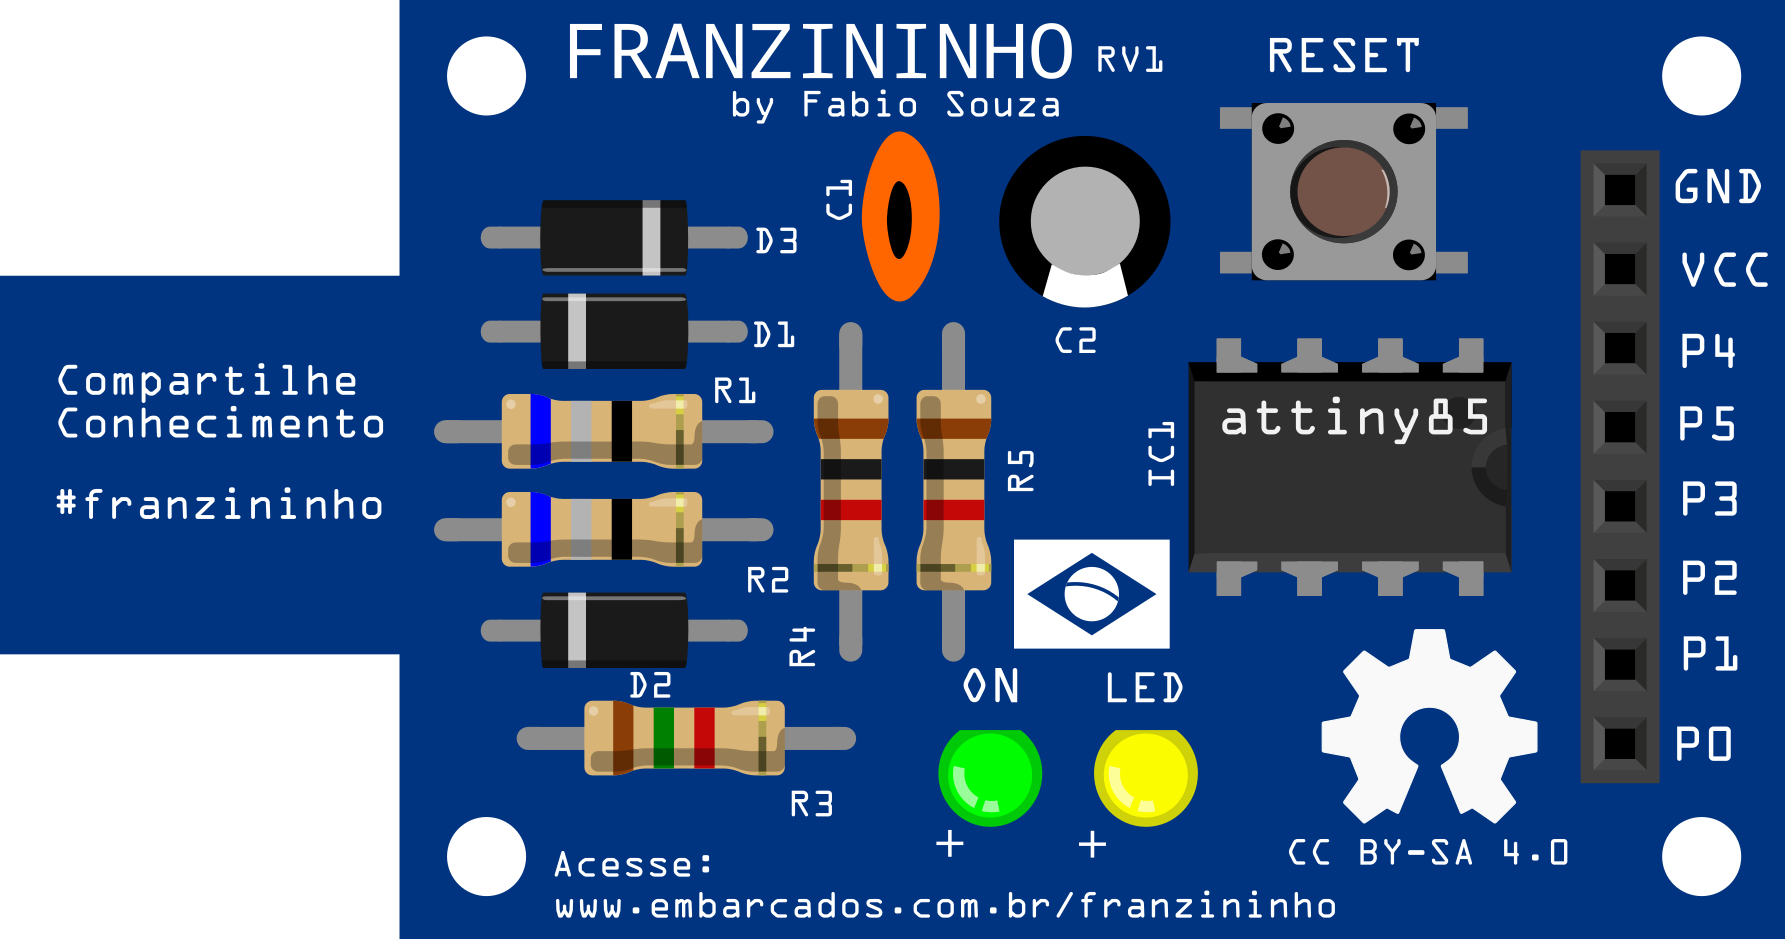 FRANZININHO RV1
by Fabio Souza
RESET
C1
D3
D1
C2
R1
R2
R4
R5
D2
R3
IC1
attiny85
GND
VCC
P4
P5
P3
P2
P1
P0
Compartilhe
Conhecimento
#franzininho
ON
LED
+
+
CC BY-SA 4.0
Acesse:
www.embarcados.com.br/franzininho